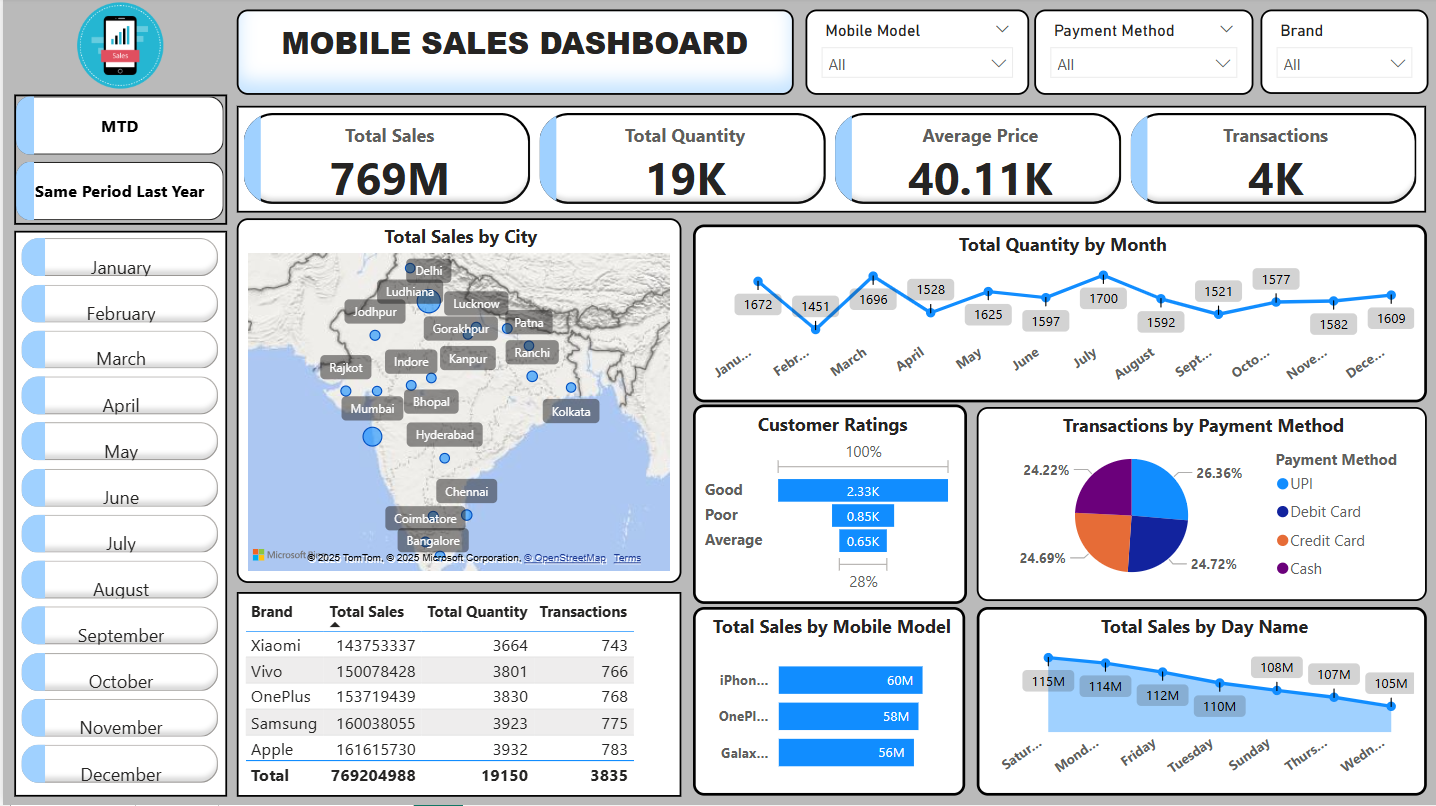 Sales
MOBILE SALES DASHBOARD
Mobile Model
All
Payment Method
All
Brand
All
MTD
Same Period Last Year
January
February
March
April
May
June
July
August
September
October
November
December
Total Sales
769M
Total Quantity
19K
Average Price
40.11K
Transactions
4K
Total Sales by City
Delhi
Ludhiana
Lucknow
Jodhpur
Gorakhpur
Patna
Ranchi
Kanpur
Indore
Rajkot
Bhopal
Mumbai
Kolkata
Hyderabad
Chennai
Coimbatore
Bangalore
Microsoft
© 2025 TomTom, © 2025 Microsoft Corporation, © OpenStreetMap Terms
Total Quantity by Month
1672
1451
1696
1528
1625
1597
1700
1592
1521
1577
1582
1609
Janu...
Febr...
March
April
May
June
July
August
Sept...
Octo...
Nove...
Dece...
Customer Ratings
100%
Good 2.33K
Poor 0.85K
Average 0.65K
28%
Transactions by Payment Method
24.22%
26.36%
24.69%
24.72%
Payment Method
UPI
Debit Card
Credit Card
Cash
Brand Total Sales Total Quantity Transactions
Xiaomi 143753337 3664 743
Vivo 150078428 3801 766
OnePlus 153719439 3830 768
Samsung 160038055 3923 775
Apple 161615730 3932 783
Total 769204988 19150 3835
Total Sales by Mobile Model
iPhon... 60M
OnePl... 58M
Galax... 56M
Total Sales by Day Name
115M
114M
112M
110M
108M
107M
105M
Satur...
Mond...
Friday
Tuesday
Sunday
Thurs...
Wedn...